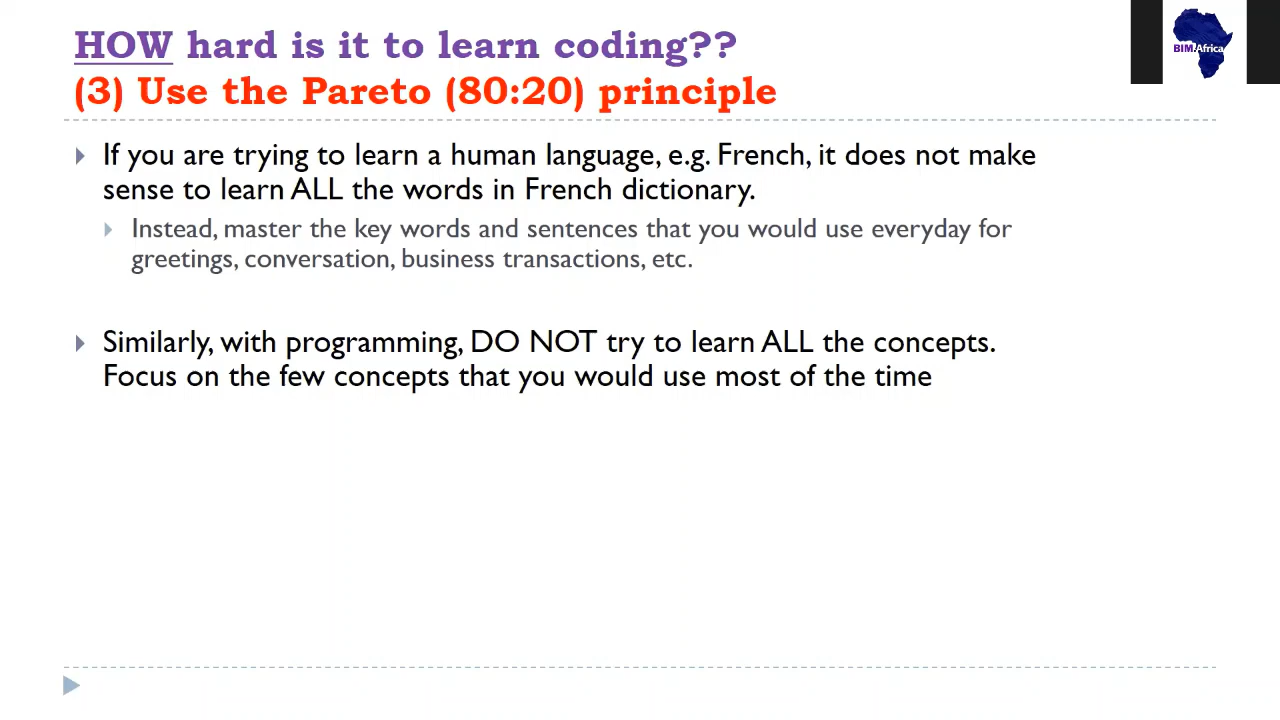 HOW hard is it to learn coding??
(3) Use the Pareto (80:20) principle
BIM.Africa
If you are trying to learn a human language, e.g. French, it does not make
sense to learn ALL the words in French dictionary.
Instead, master the key words and sentences that you would use everyday for
greetings, conversation, business transactions, etc.
Similarly, with programming, DO NOT try to learn ALL the concepts.
Focus on the few concepts that you would use most of the time